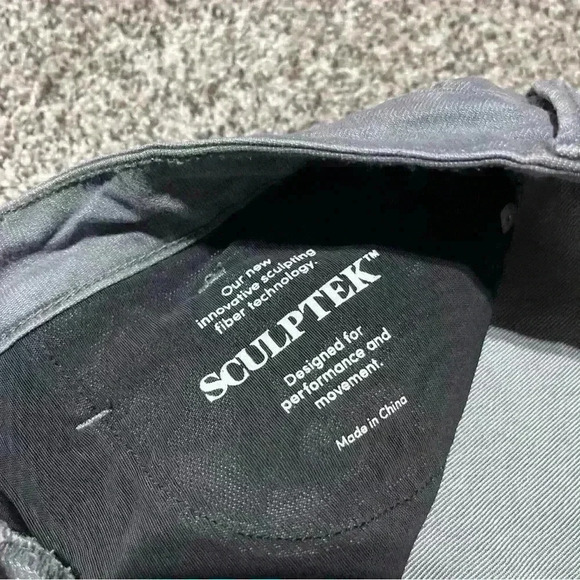 Our new
innovative sculpting
fiber technology.
SCULPTEK™
Designed for
performance and
movement.
Made in China